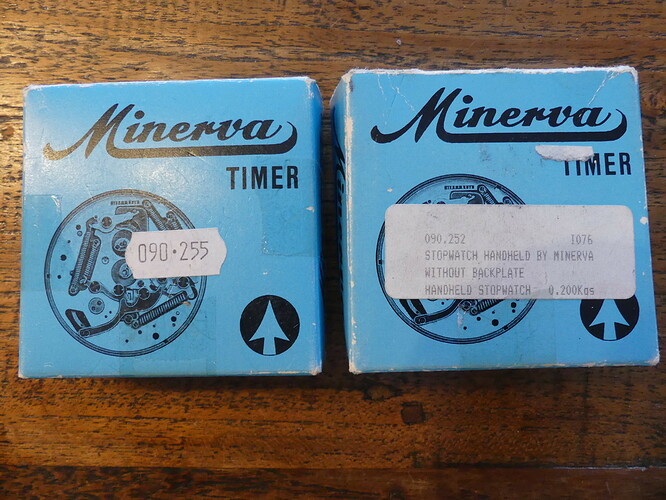 Minerva
TIMER
090·255
Minerva
TIMER
090.252 I076
STOPWATCH HANDHELD BY MINERVA
WITHOUT BACKPLATE
HANDHELD STOPWATCH 0.200Kgs